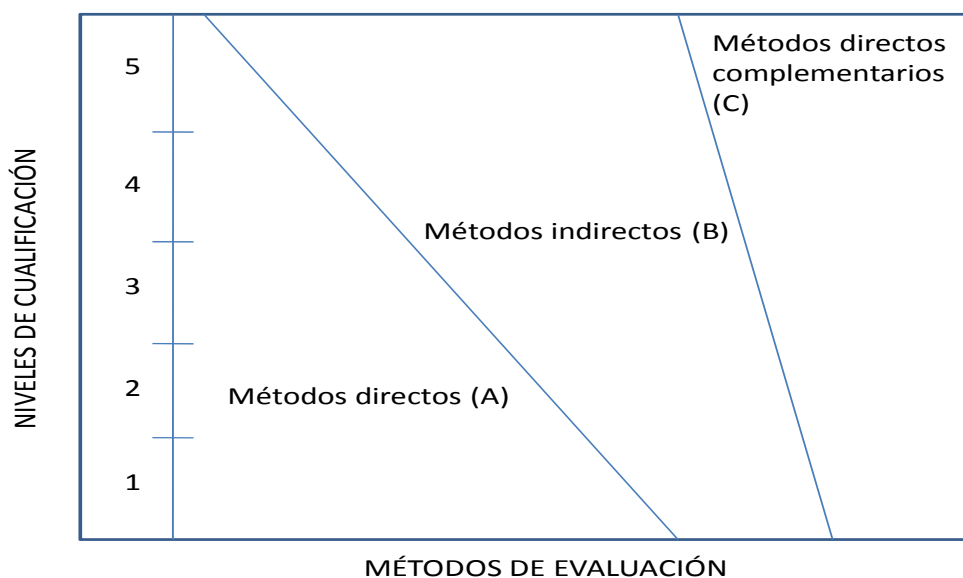 NIVELES DE CUALIFICACIÓN
5
4
3
2
1
Métodos directos
complementarios
(C)
Métodos indirectos (B)
Métodos directos (A)
MÉTODOS DE EVALUACIÓN